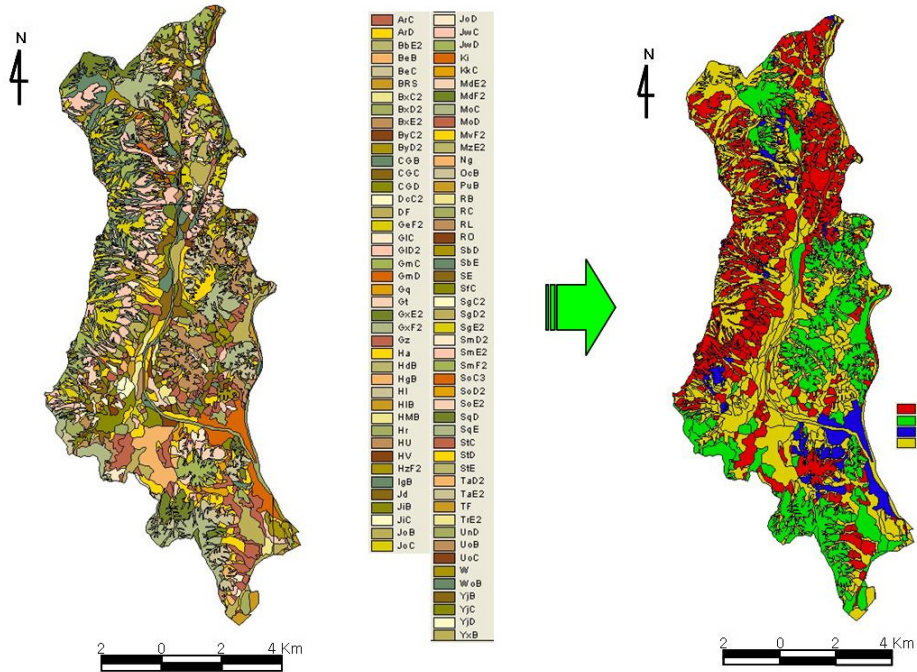 N
ArC
ArD
BbE2
BeB
BeC
BRS
BxC2
BxD2
BxE2
ByC2
ByD2
CGB
CGC
CGD
DoC2
DF
GeF2
GlC
GlD2
GmC
GmD
Gq
Gt
GxE2
GxF2
Gz
Ha
HdB
HgB
Hl
HlB
HMB
Hr
HU
HV
HzF2
IgB
Jd
JiB
JiC
JoB
JoC
JoD
JwC
JwD
Ki
KkC
MdE2
MdF2
MoC
MoD
MvF2
MzE2
Ng
OcB
PuB
RB
RC
RL
RO
SbD
SbE
SE
SfC
SgC2
SgD2
SgE2
SmD2
SmE2
SmF2
SoC3
SoD2
SoE2
SqD
SqE
StC
StD
StE
TaD2
TaE2
TF
TrE2
UnD
UoB
UoC
W
WoB
YjB
YjC
YjD
YxB
N
2 0 2 4 Km
2 0 2 4 Km